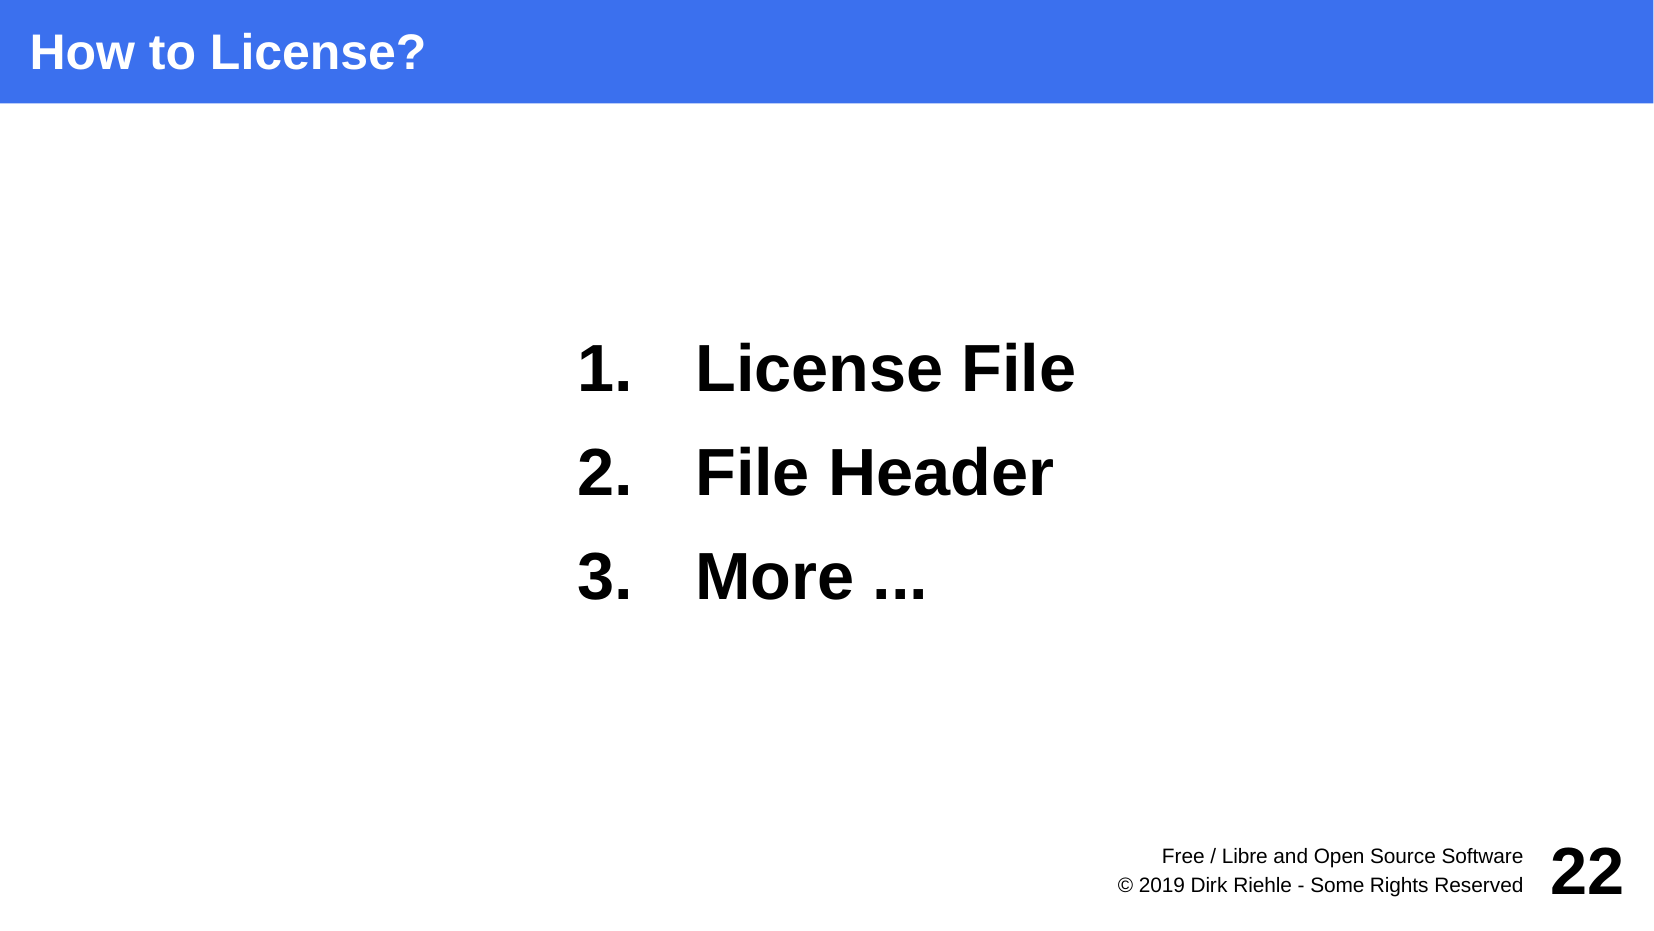 How to License?
1. License File
2. File Header
3. More ...
Free / Libre and Open Source Software
© 2019 Dirk Riehle - Some Rights Reserved
22